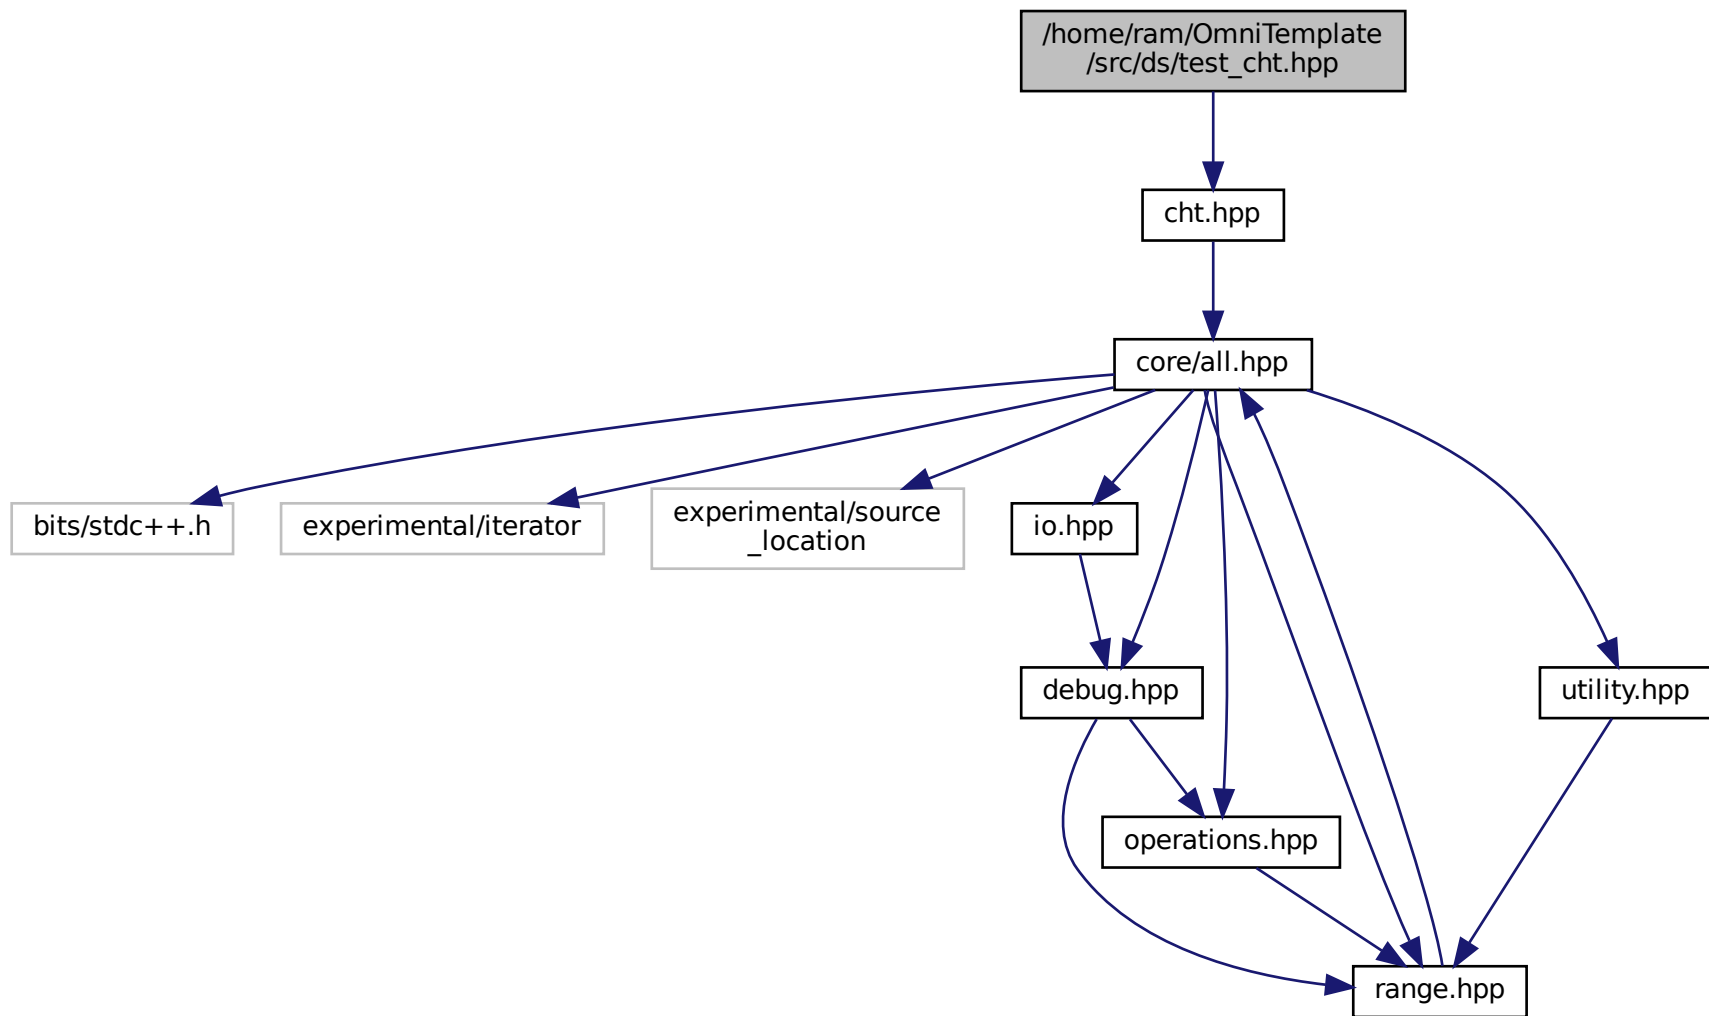 /home/ram/OmniTemplate
/src/ds/test_cht.hpp
cht.hpp
core/all.hpp
bits/stdc++.h
experimental/iterator
experimental/source
_location
io.hpp
debug.hpp
utility.hpp
operations.hpp
range.hpp